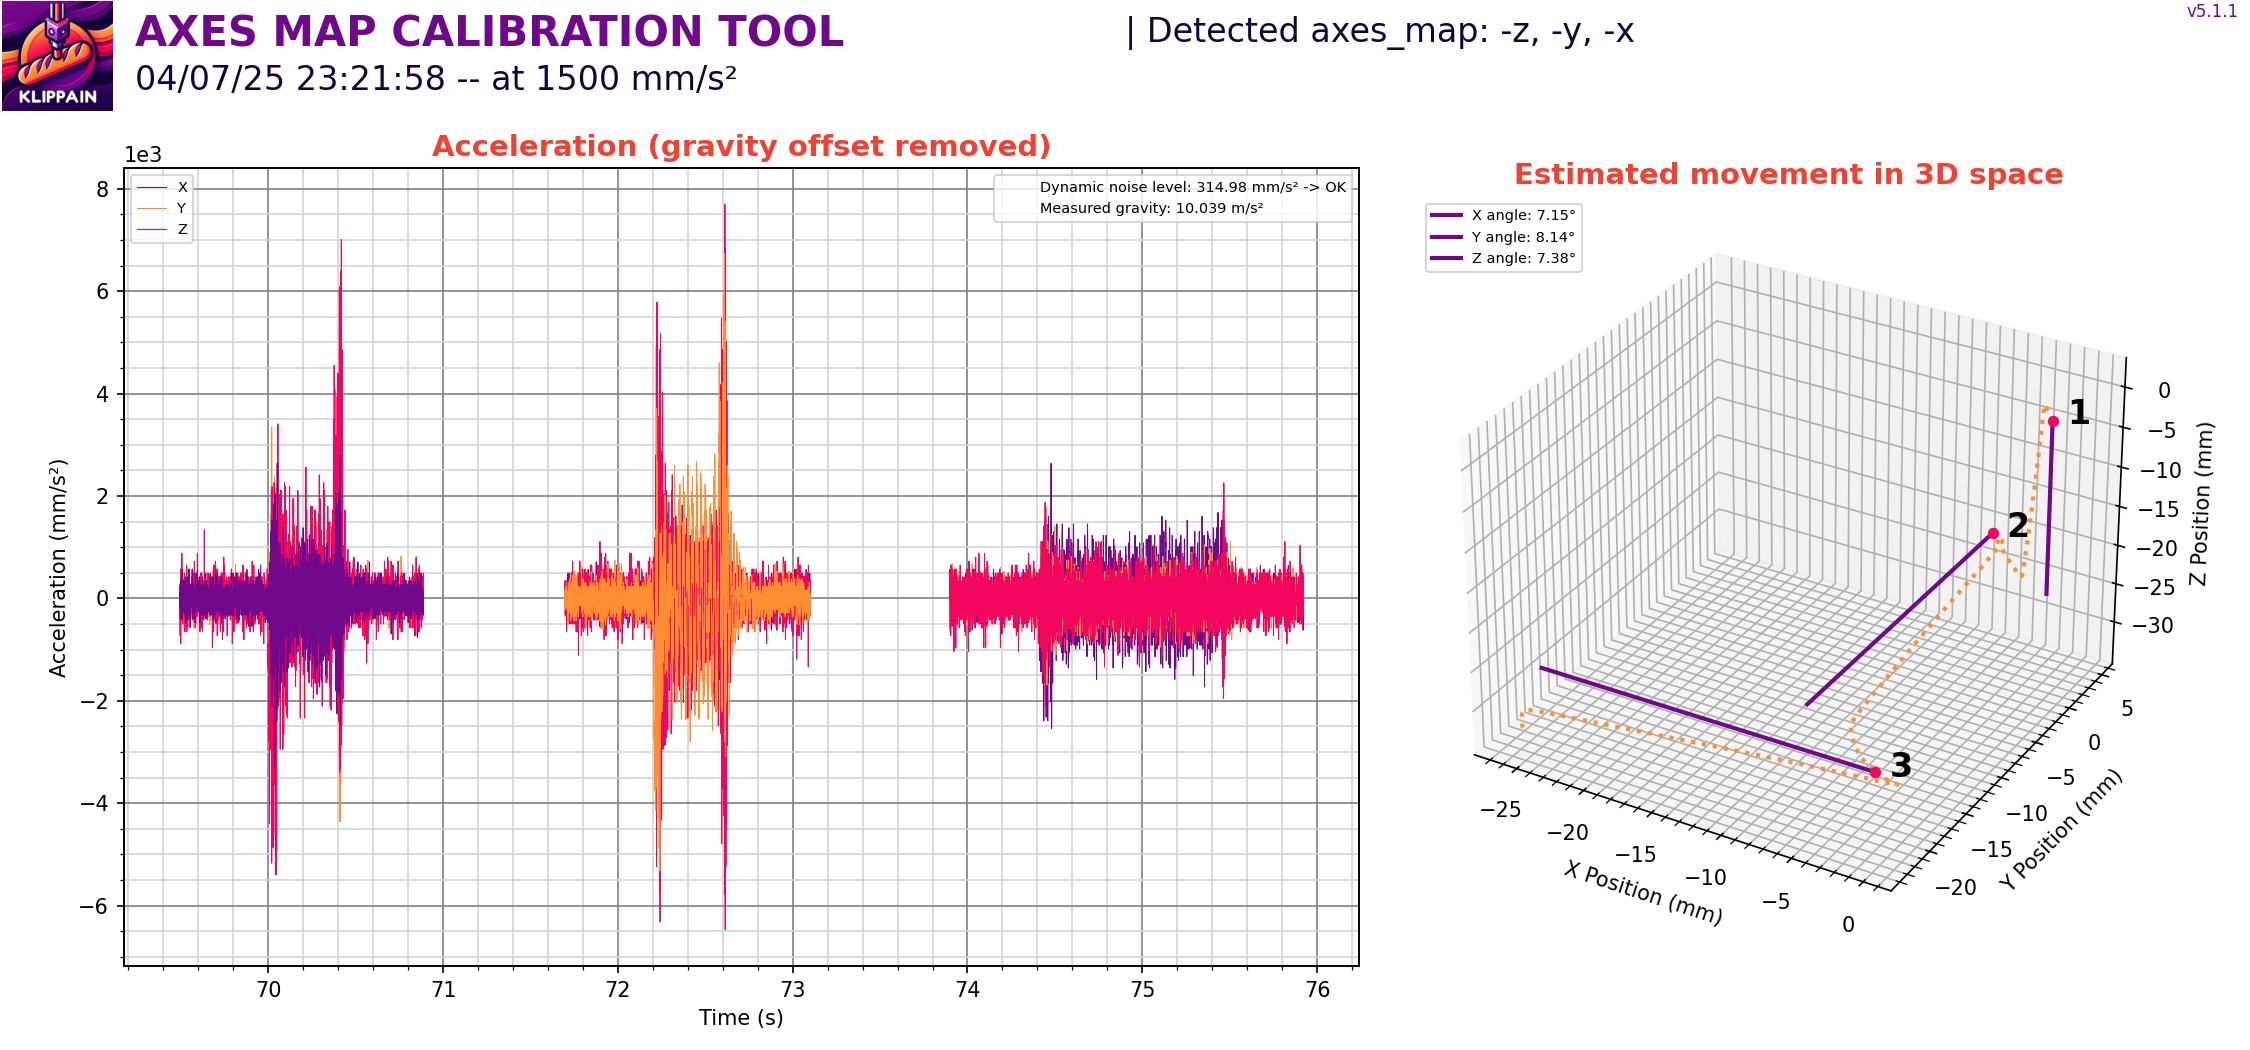 KLIPPAIN
AXES MAP CALIBRATION TOOL
| Detected axes_map: -z, -y, -x
v5.1.1
04/07/25 23:21:58 -- at 1500 mm/s²
Acceleration (gravity offset removed)
1e3
X
Y
Z
Dynamic noise level: 314.98 mm/s² -> OK
Measured gravity: 10.039 m/s²
8
6
4
2
0
−2
−4
−6
Acceleration (mm/s²)
70
71
72
73
74
75
76
Time (s)
Estimated movement in 3D space
X angle: 7.15°
Y angle: 8.14°
Z angle: 7.38°
1
2
3
0
−5
−10
−15
−20
−25
−30
Z Position (mm)
5
0
−5
−10
−15
−20
Y Position (mm)
−25
−20
−15
−10
−5
0
X Position (mm)